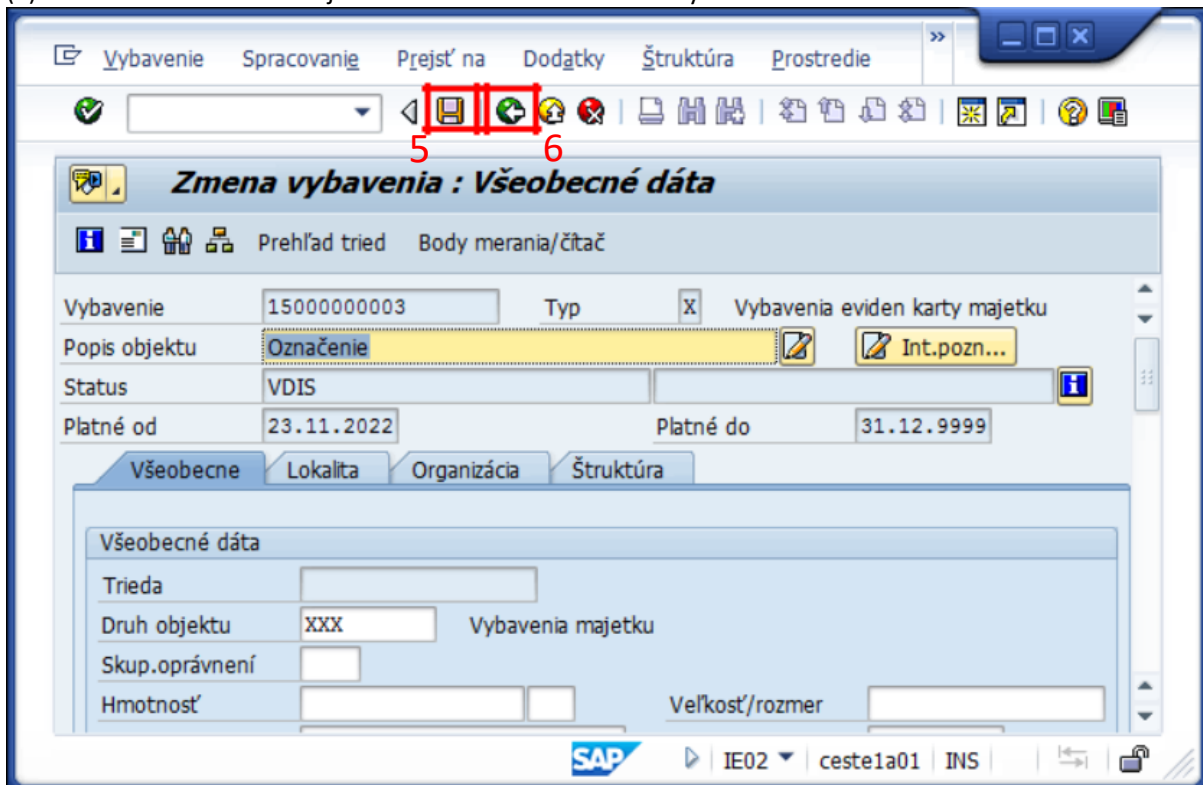 Vybavenie Spracovanie Prejsť na Dodatky Štruktúra Prostredie »
5 6
Zmena vybavenia : Všeobecné dáta
Prehľad tried Body merania/čítač
Vybavenie 15000000003 Typ X Vybavenia eviden karty majetku
Popis objektu Označenie Int.pozn...
Status VDIS
Platné od 23.11.2022 Platné do 31.12.9999
Všeobecne Lokalita Organizácia Štruktúra
Všeobecné dáta
Trieda
Druh objektu XXX Vybavenia majetku
Skup.oprávnení
Hmotnosť Veľkosť/rozmer
SAP IE02 ceste1a01 INS